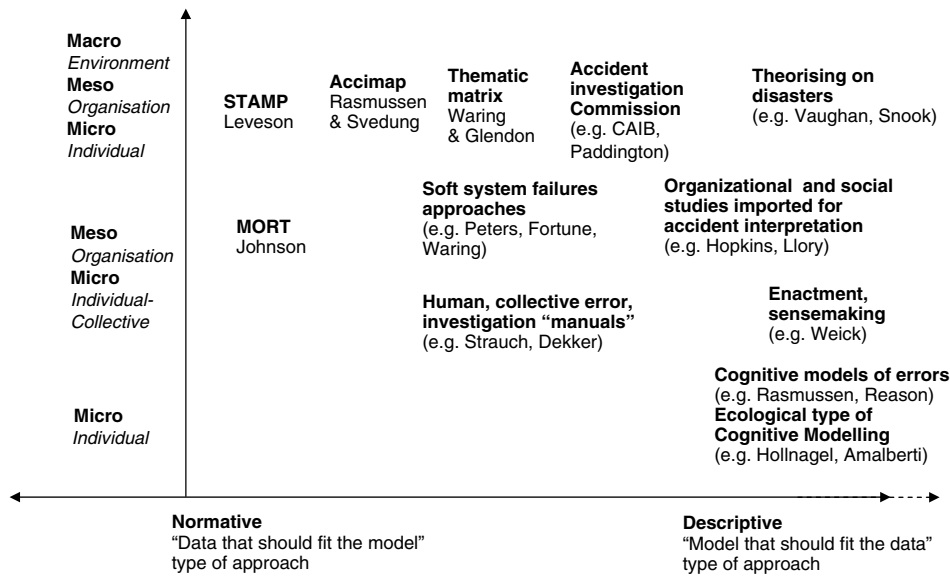 Macro
Environment
Meso
Organisation
Micro
Individual
STAMP
Leveson
Accimap
Rasmussen
& Svedung
Thematic
matrix
Waring
& Glendon
Accident
investigation
Commission
(e.g. CAIB,
Paddington)
Theorising on
disasters
(e.g. Vaughan, Snook)
Meso
Organisation
Micro
Individual-
Collective
MORT
Johnson
Soft system failures
approaches
(e.g. Peters, Fortune,
Waring)
Organizational and social
studies imported for
accident interpretation
(e.g. Hopkins, Llory)
Human, collective error,
investigation “manuals”
(e.g. Strauch, Dekker)
Enactment,
sensemaking
(e.g. Weick)
Micro
Individual
Cognitive models of errors
(e.g. Rasmussen, Reason)
Ecological type of
Cognitive Modelling
(e.g. Hollnagel, Amalberti)
Normative
“Data that should fit the model”
type of approach
Descriptive
“Model that should fit the data”
type of approach